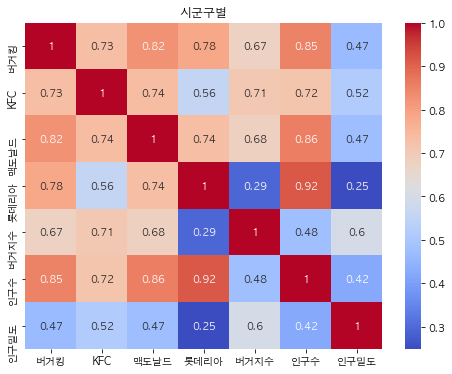 시군구별
버거킹 1 0.73 0.82 0.78 0.67 0.85 0.47
KFC 0.73 1 0.74 0.56 0.71 0.72 0.52
맥도날드 0.82 0.74 1 0.74 0.68 0.86 0.47
롯데리아 0.78 0.56 0.74 1 0.29 0.92 0.25
버거지수 0.67 0.71 0.68 0.29 1 0.48 0.6
인구수 0.85 0.72 0.86 0.92 0.48 1 0.42
인구밀도 0.47 0.52 0.47 0.25 0.6 0.42 1
버거킹 KFC 맥도날드 롯데리아 버거지수 인구수 인구밀도
1.0
0.9
0.8
0.7
0.6
0.5
0.4
0.3